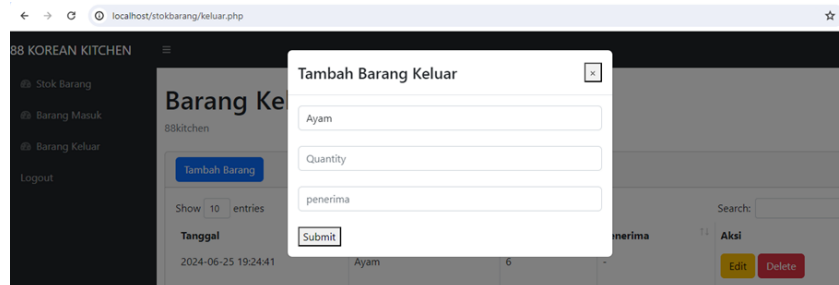 localhost/stokbarang/keluar.php
88 KOREAN KITCHEN
Stok Barang
Barang Masuk
Barang Keluar
Logout
Barang Kel
88kitchen
Tambah Barang
Show 10 entries
Search:
Tanggal
enerima
Aksi
2024-06-25 19:24:41
Ayam
6
-
Edit
Delete
Tambah Barang Keluar
×
Ayam
Quantity
penerima
Submit